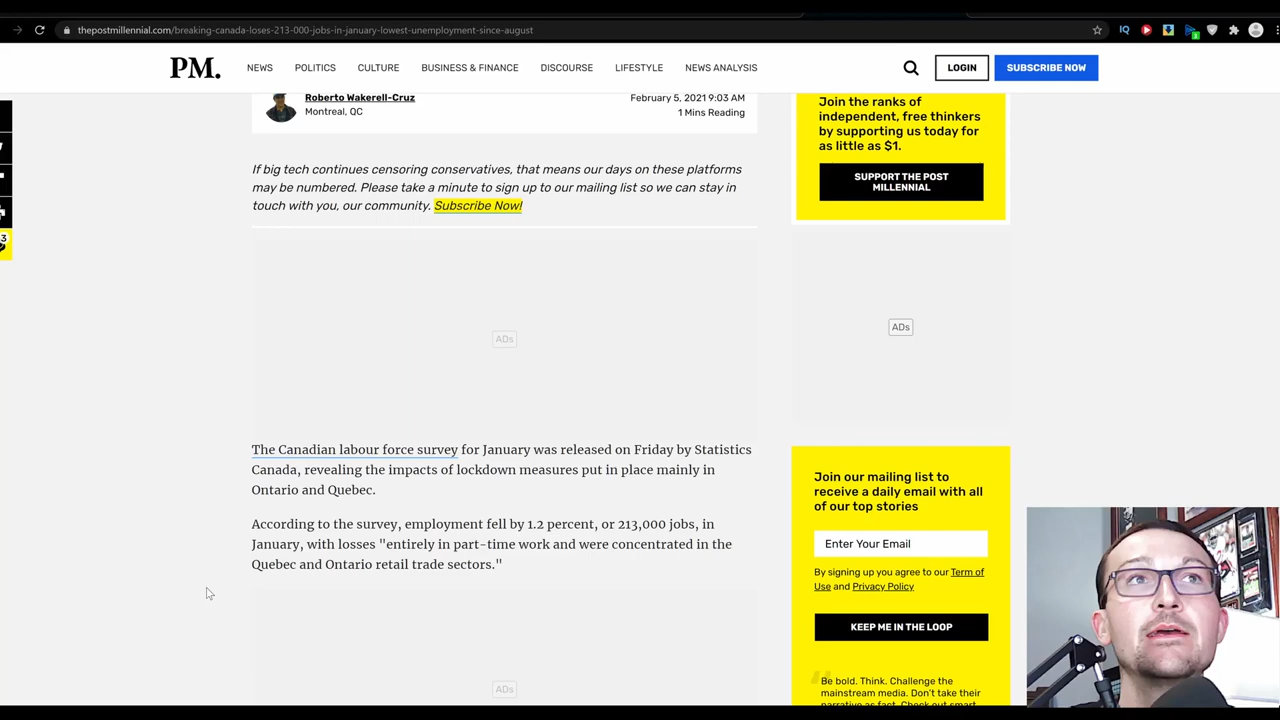 thepostmillennial.com/breaking-canada-loses-213-000-jobs-in-january-lowest-unemployment-since-august
PM.
NEWS POLITICS CULTURE BUSINESS & FINANCE DISCOURSE LIFESTYLE NEWS ANALYSIS
LOGIN
SUBSCRIBE NOW
Roberto Wakerell-Cruz
Montreal, QC
February 5, 2021 9:03 AM
1 Mins Reading
If big tech continues censoring conservatives, that means our days on these platforms
may be numbered. Please take a minute to sign up to our mailing list so we can stay in
touch with you, our community. Subscribe Now!
ADs
The Canadian labour force survey for January was released on Friday by Statistics
Canada, revealing the impacts of lockdown measures put in place mainly in
Ontario and Quebec.
According to the survey, employment fell by 1.2 percent, or 213,000 jobs, in
January, with losses "entirely in part-time work and were concentrated in the
Quebec and Ontario retail trade sectors."
ADs
Join the ranks of
independent, free thinkers
by supporting us today for
as little as $1.
SUPPORT THE POST
MILLENNIAL
ADs
Join our mailing list to
receive a daily email with all
of our top stories
Enter Your Email
By signing up you agree to our Term of
Use and Privacy Policy
KEEP ME IN THE LOOP
Be bold. Think. Challenge the
mainstream media. Don't take their
narrative as fact. Check out smart